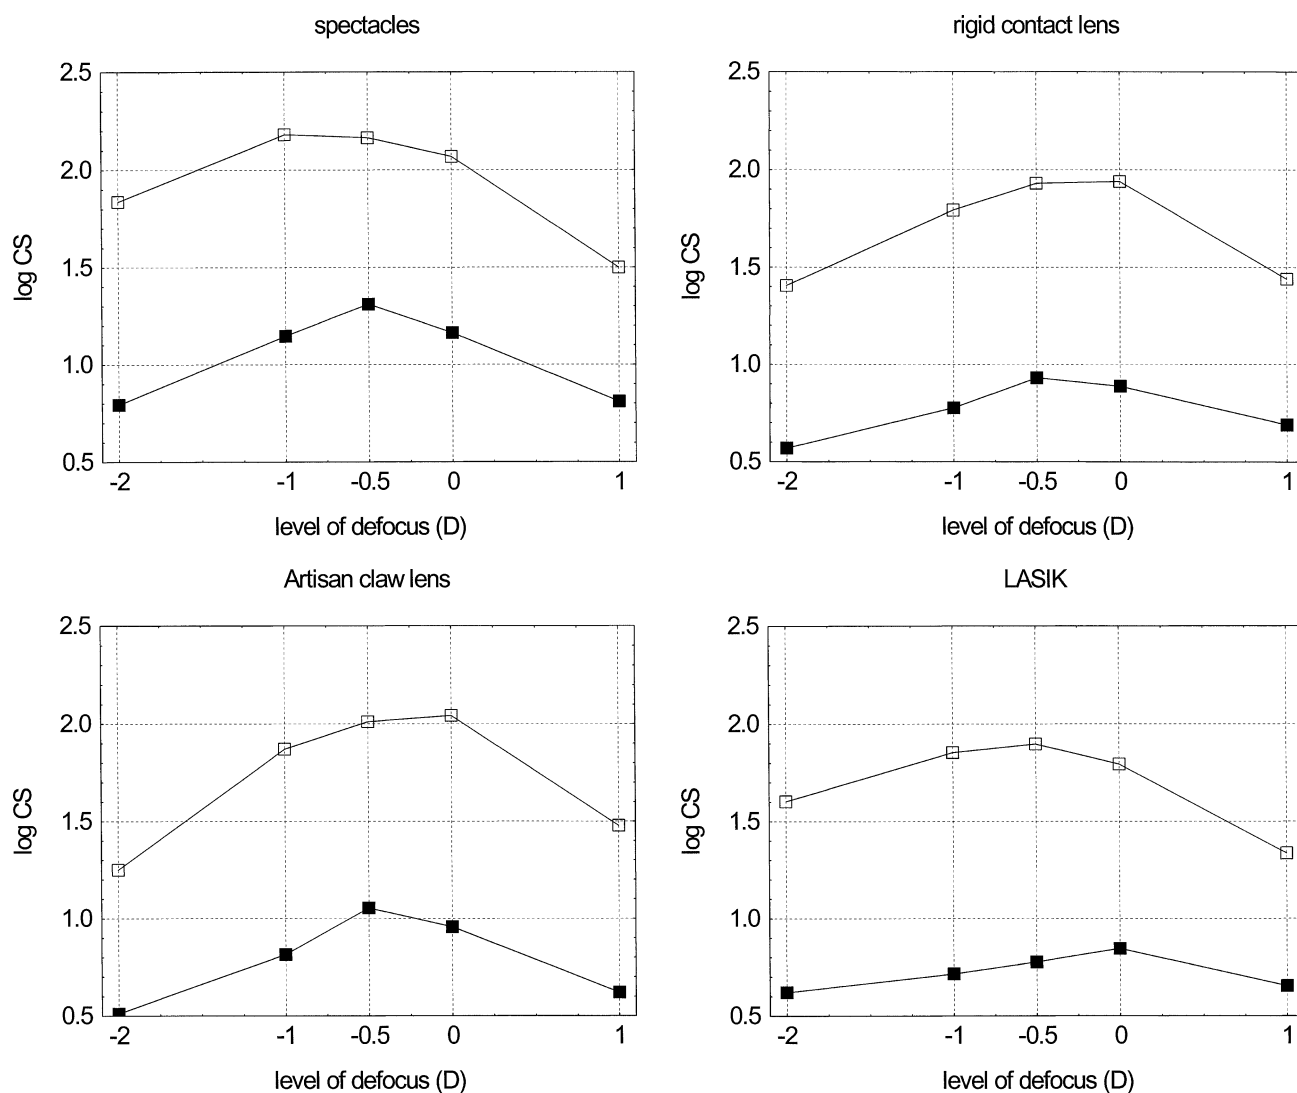 spectacles
2.5
2.0
1.5
1.0
0.5
log CS
-2 -1 -0.5 0 1
level of defocus (D)
rigid contact lens
2.5
2.0
1.5
1.0
0.5
log CS
-2 -1 -0.5 0 1
level of defocus (D)
Artisan claw lens
2.5
2.0
1.5
1.0
0.5
log CS
-2 -1 -0.5 0 1
level of defocus (D)
LASIK
2.5
2.0
1.5
1.0
0.5
log CS
-2 -1 -0.5 0 1
level of defocus (D)